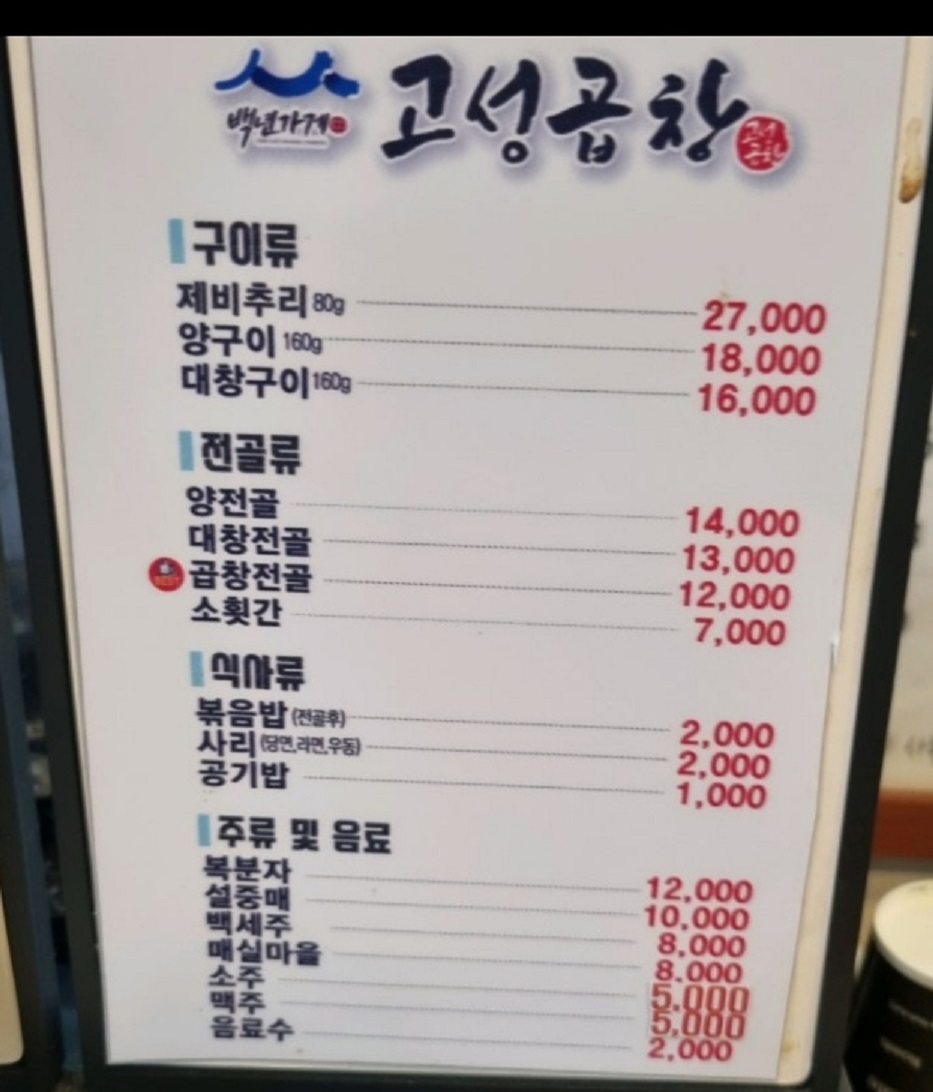 백년가게 고성곱창
구이류
제비추리 80g 27,000
양구이 160g 18,000
대창구이 160g 16,000
전골류
양전골 14,000
대창전골 13,000
BEST 곱창전골 12,000
소횟간 7,000
식사류
볶음밥 (전골후) 2,000
사리 (당면,라면,우동) 2,000
공기밥 1,000
주류 및 음료
복분자 12,000
설중매 10,000
백세주 8,000
매실마을 8.000
소주 5,000
맥주 5,000
음료수 2,000